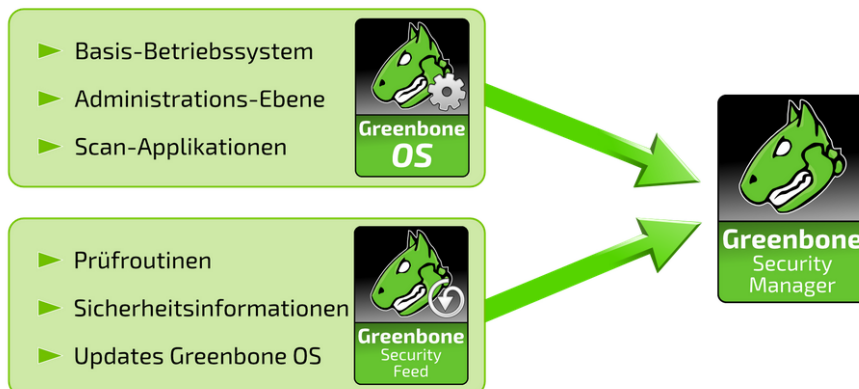 Basis-Betriebssystem
Administrations-Ebene
Scan-Applikationen
Greenbone
OS
Prüfroutinen
Sicherheitsinformationen
Updates Greenbone OS
Greenbone
Security
Feed
Greenbone
Security
Manager